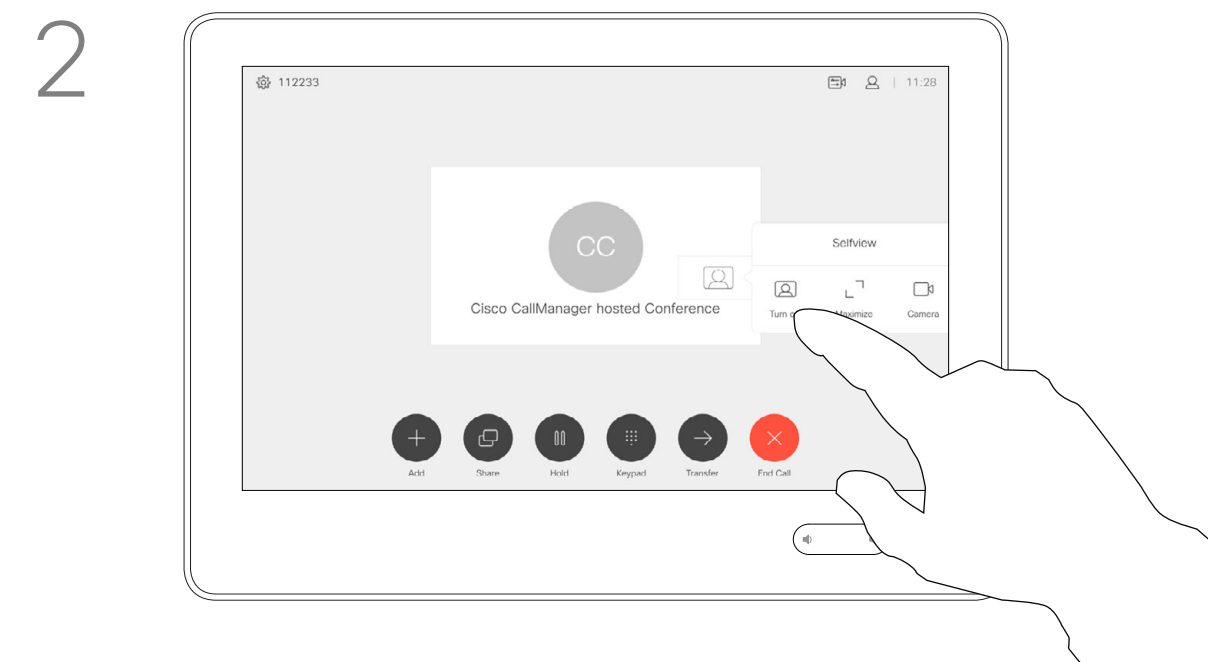 2
112233
11:28
CC
Cisco CallManager hosted Conference
Selfview
Turn
Maximize
Camera
Add
Share
Hold
Keypad
Transfer
End Call